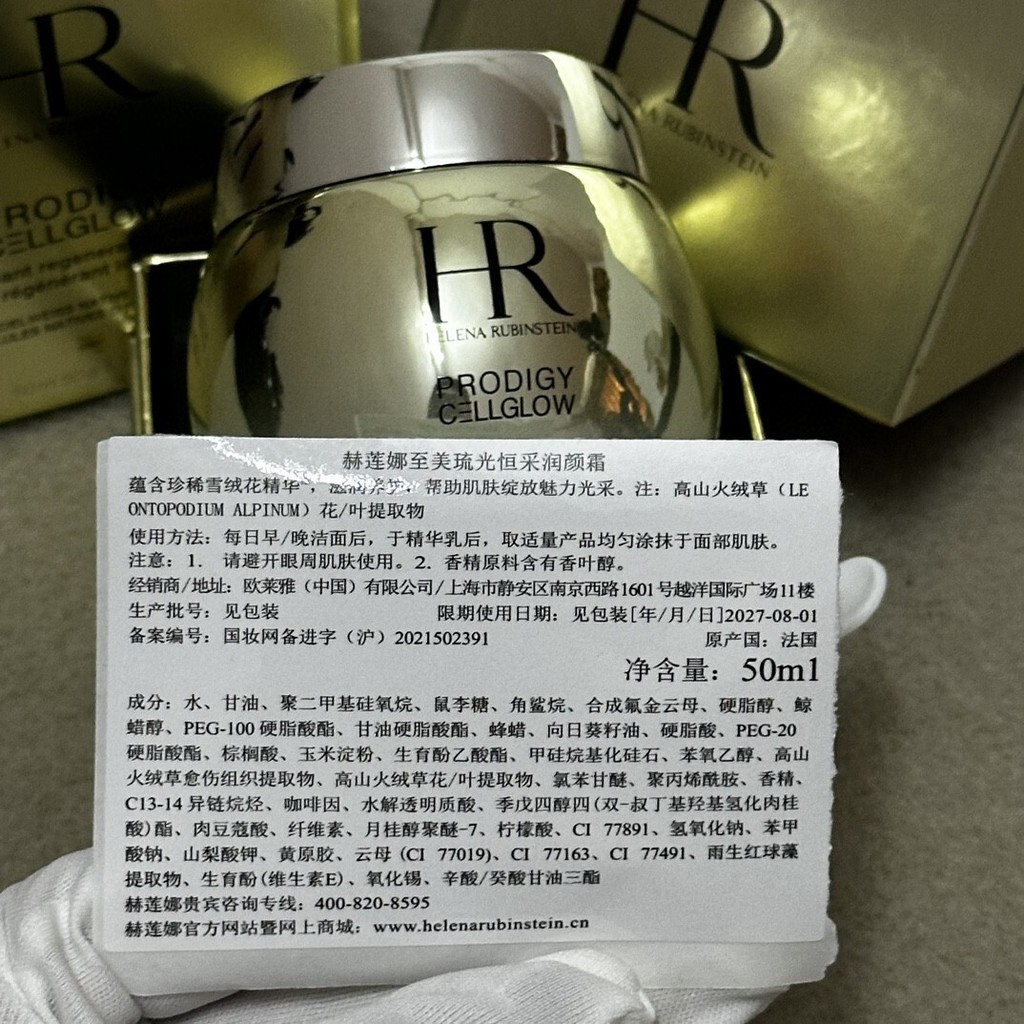 HR
HR
RUBINSTEIN
PRODIGY
CELLGLOW
HR
HELENA RUBINSTEIN
PRODIGY
CELLGLOW
赫莲娜至美琉光恒采润颜霜
蕴含珍稀雪绒花精华*，滋润养护，帮助肌肤绽放魅力光采。注：高山火绒草（LE
ONTOPODIUM ALPINUM）花/叶提取物
使用方法：每日早/晚洁面后，于精华乳后，取适量产品均匀涂抹于面部肌肤。
注意：1. 请避开眼周肌肤使用。2. 香精原料含有香叶醇。
经销商/地址：欧莱雅（中国）有限公司/上海市静安区南京西路1601号越洋国际广场11楼
生产批号：见包装 限期使用日期：见包装[年/月/日]2027-08-01
备案编号：国妆网备进字（沪）2021502391 原产国：法国
净含量：50ml
成分：水、甘油、聚二甲基硅氧烷、鼠李糖、角鲨烷、合成氟金云母、硬脂醇、鲸
蜡醇、PEG-100 硬脂酸酯、甘油硬脂酸酯、蜂蜡、向日葵籽油、硬脂酸、PEG-20
硬脂酸酯、棕榈酸、玉米淀粉、生育酚乙酸酯、甲硅烷基化硅石、苯氧乙醇、高山
火绒草愈伤组织提取物、高山火绒草花/叶提取物、氯苯甘醚、聚丙烯酰胺、香精、
C13-14 异链烷烃、咖啡因、水解透明质酸、季戊四醇四(双-叔丁基羟基氢化肉桂
酸)酯、肉豆蔻酸、纤维素、月桂醇聚醚-7、柠檬酸、CI 77891、氢氧化钠、苯甲
酸钠、山梨酸钾、黄原胶、云母 (CI 77019)、CI 77163、CI 77491、雨生红球藻
提取物、生育酚(维生素E)、氧化锡、辛酸/癸酸甘油三酯
赫莲娜贵宾咨询专线：400-820-8595
赫莲娜官方网站暨网上商城：www.helenarubinstein.cn